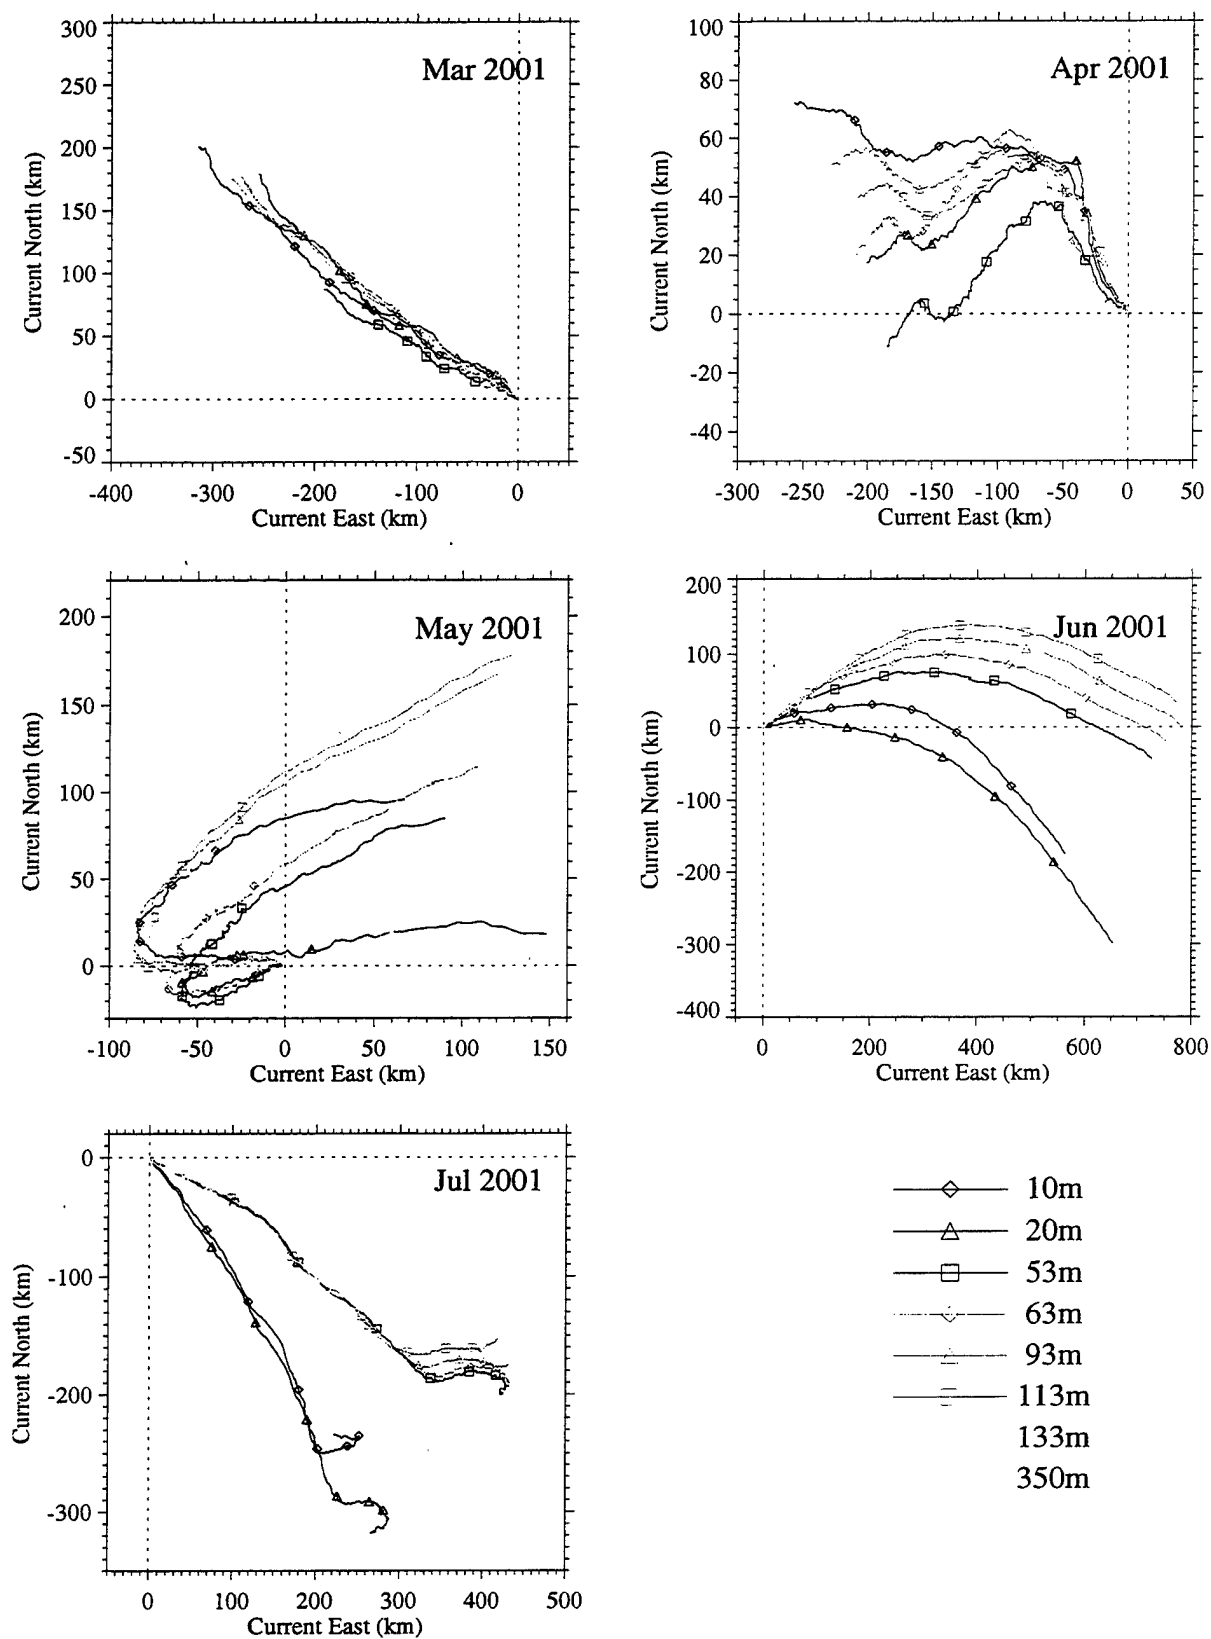 Mar 2001
300
250
200
150
100
50
0
-50
Current North (km)
-400 -300 -200 -100 0
Current East (km)
Apr 2001
100
80
60
40
20
0
-20
-40
Current North (km)
-300 -250 -200 -150 -100 -50 0 50
Current East (km)
May 2001
200
150
100
50
0
Current North (km)
-100 -50 0 50 100 150
Current East (km)
Jun 2001
200
100
0
-100
-200
-300
-400
Current North (km)
0 200 400 600 800
Current East (km)
Jul 2001
0
-100
-200
-300
Current North (km)
0 100 200 300 400 500
Current East (km)
10m
20m
53m
63m
93m
113m
133m
350m